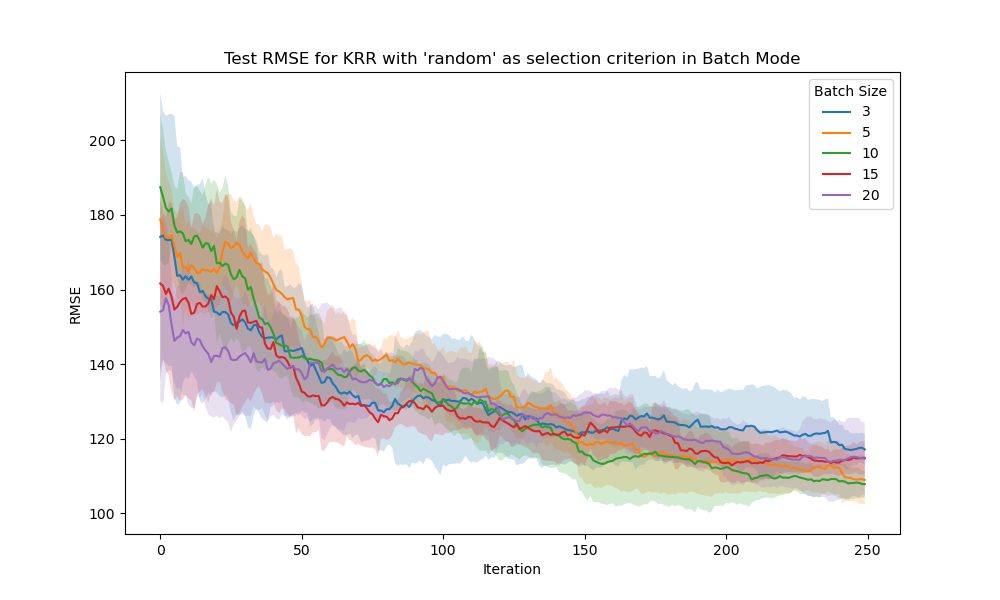 Test RMSE for KRR with 'random' as selection criterion in Batch Mode
Batch Size
3
5
10
15
20
RMSE
200
180
160
140
120
100
0 50 100 150 200 250
Iteration